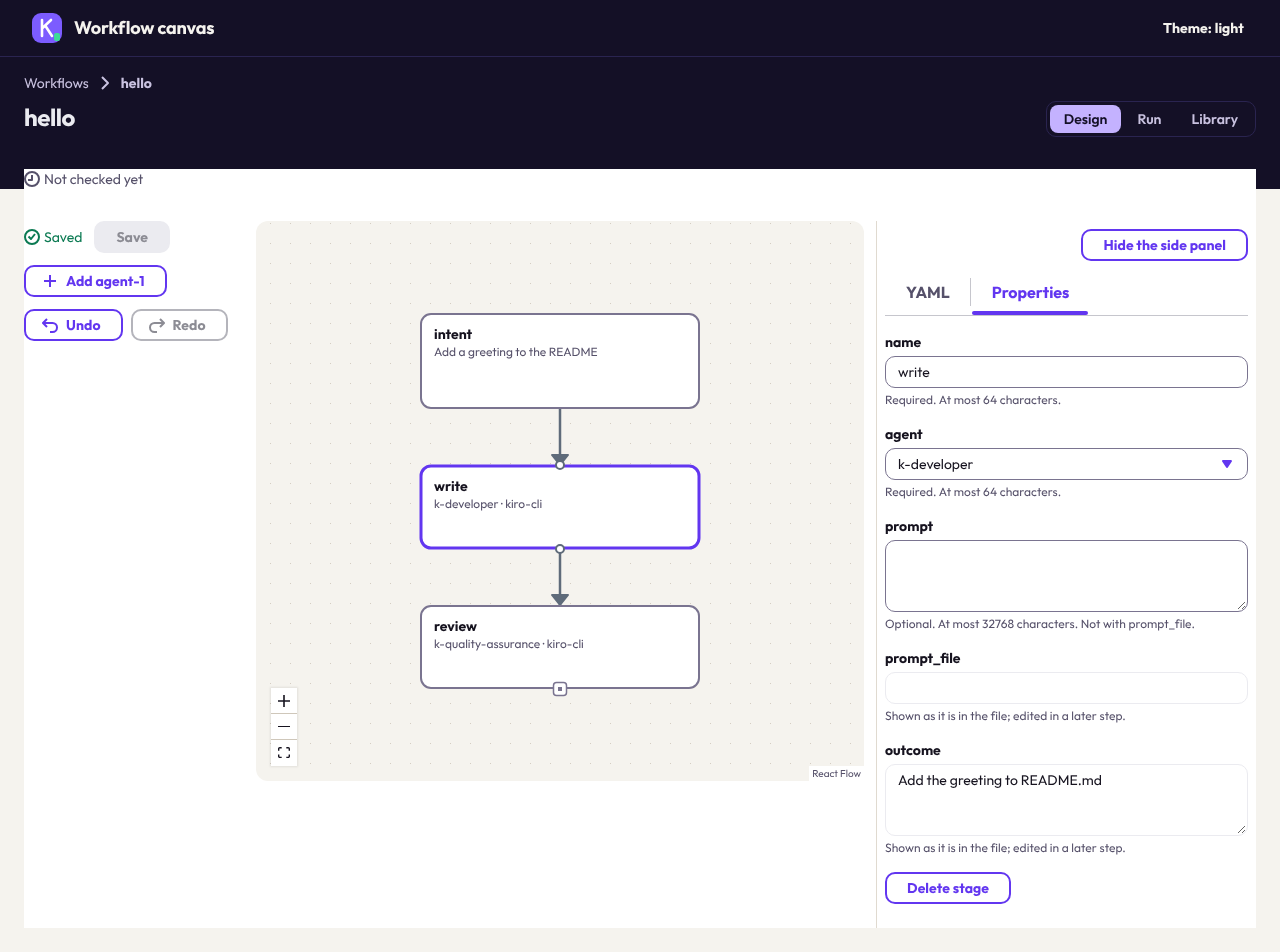 K Workflow canvas
Theme: light
Workflows hello
hello
Design Run Library
Not checked yet
Saved Save
Add agent-1
Undo Redo
intent
Add a greeting to the README
write
k-developer · kiro-cli
review
k-quality-assurance · kiro-cli
React Flow
Hide the side panel
YAML Properties
name
write
Required. At most 64 characters.
agent
k-developer
Required. At most 64 characters.
prompt
Optional. At most 32768 characters. Not with prompt_file.
prompt_file
Shown as it is in the file; edited in a later step.
outcome
Add the greeting to README.md
Shown as it is in the file; edited in a later step.
Delete stage